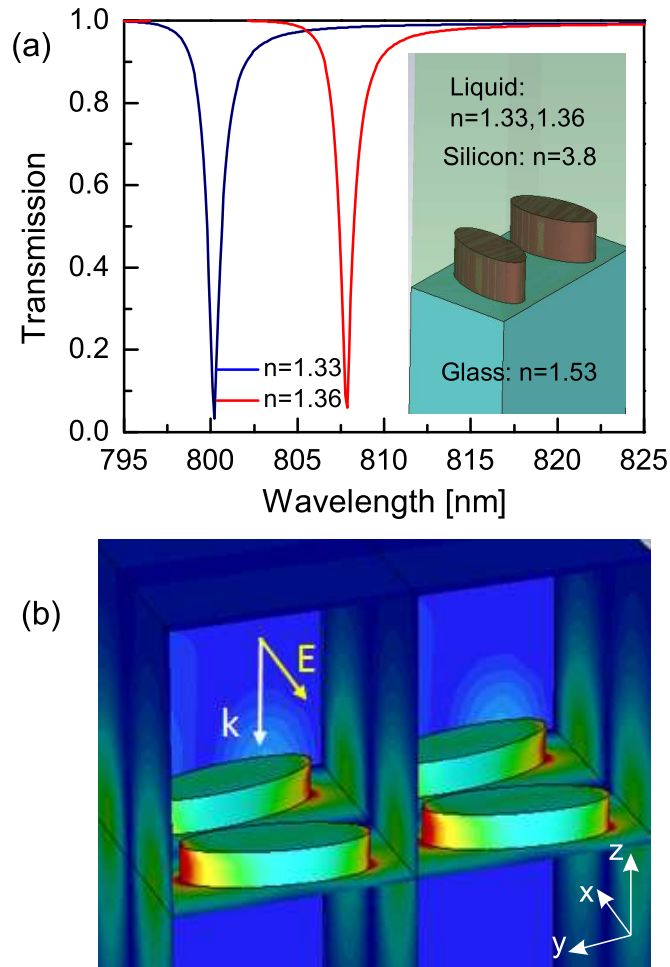 (a)
1.0
0.8
0.6
0.4
0.2
0.0
Transmission
Liquid:
n=1.33,1.36
Silicon: n=3.8
Glass: n=1.53
n=1.33
n=1.36
795 800 805 810 815 820 825
Wavelength [nm]
(b)
E
k
z
x
y